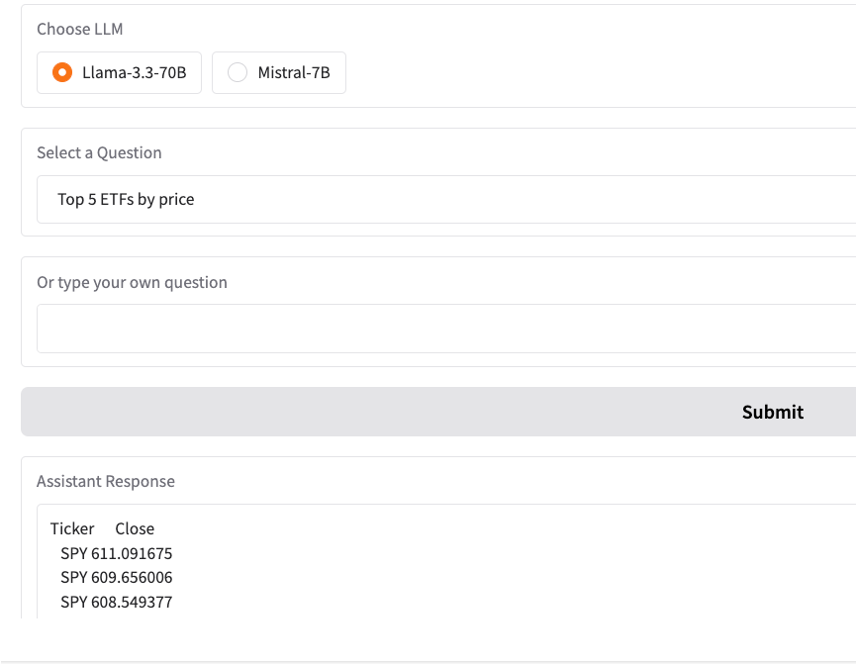 Choose LLM
Llama-3.3-70B Mistral-7B
Select a Question
Top 5 ETFs by price
Or type your own question
Submit
Assistant Response
Ticker Close
SPY 611.091675
SPY 609.656006
SPY 608.549377